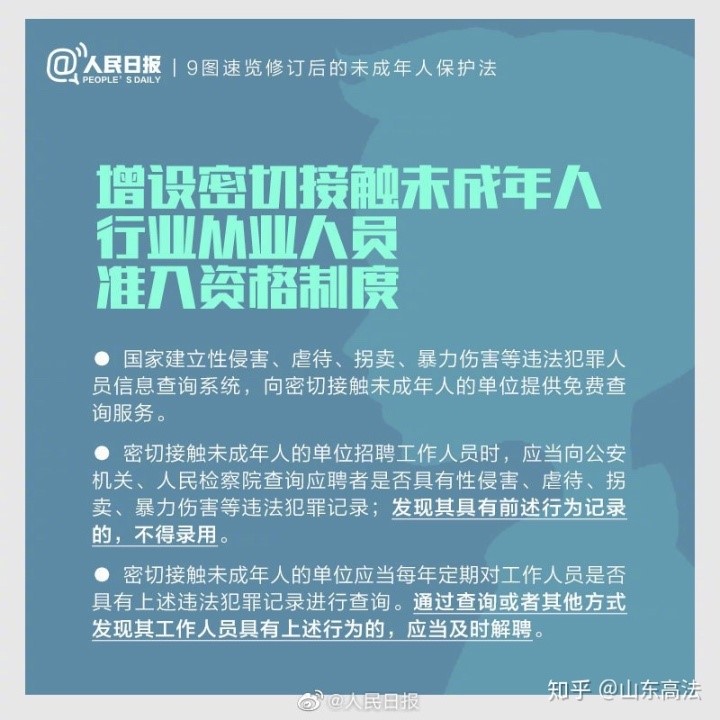 @人民日报 | 9图速览修订后的未成年人保护法
PEOPLE'S DAILY
增设密切接触未成年人
行业从业人员
准入资格制度
● 国家建立性侵害、虐待、拐卖、暴力伤害等违法犯罪人
员信息查询系统，向密切接触未成年人的单位提供免费查
询服务。
● 密切接触未成年人的单位招聘工作人员时，应当向公安
机关、人民检察院查询应聘者是否具有性侵害、虐待、拐
卖、暴力伤害等违法犯罪记录；发现其具有前述行为记录
的，不得录用。
● 密切接触未成年人的单位应当每年定期对工作人员是否
具有上述违法犯罪记录进行查询。通过查询或者其他方式
发现其工作人员具有上述行为的，应当及时解聘。
知乎 @山东高法
@人民日报